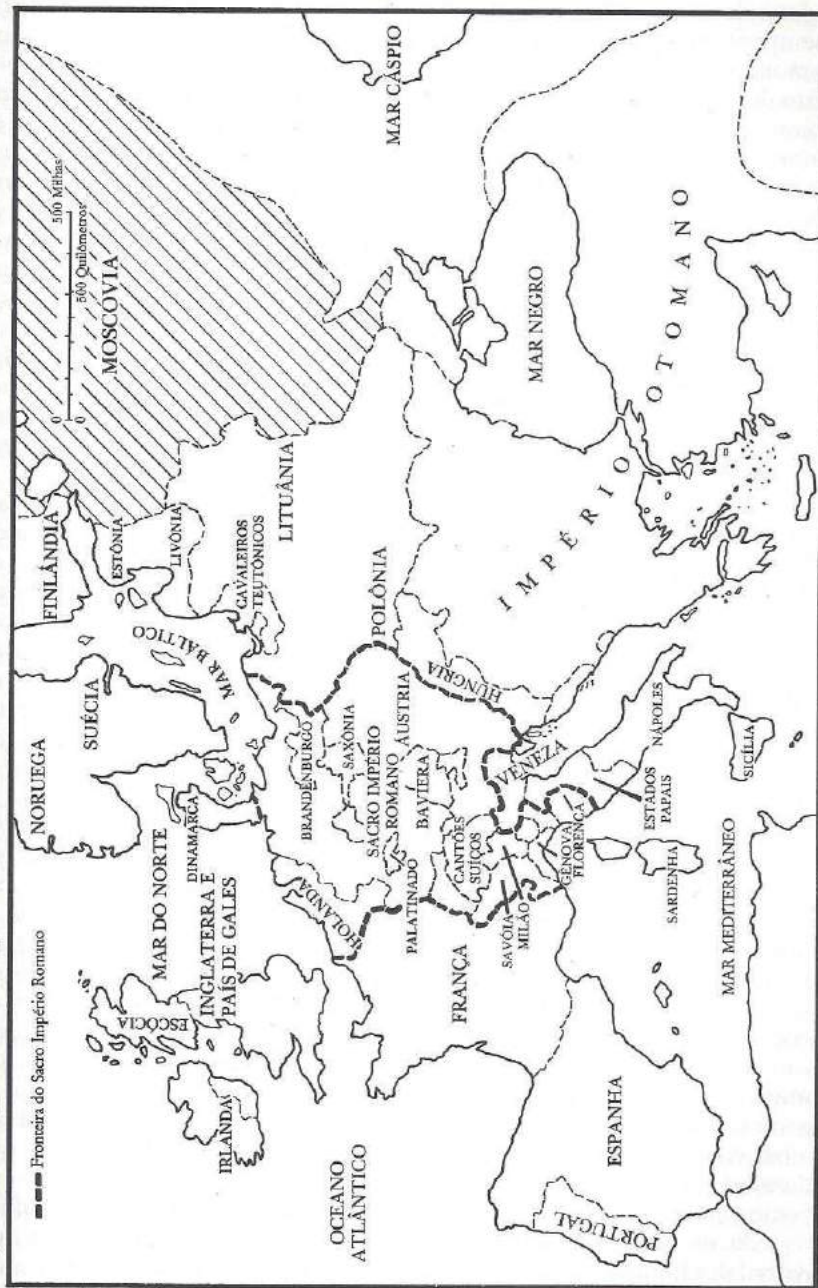 Fronteira do Sacro Império Romano
NORUEGA
SUÉCIA
FINLÂNDIA
ESTÔNIA
LIVÔNIA
MOSCOVIA
0
500 Milhas
0
500 Quilômetros
MAR DO NORTE
DINAMARCA
MAR BÁLTICO
ESCÓCIA
IRLANDA
INGLATERRA E
PAÍS DE GALES
HOLANDA
CAVALEIROS
TEUTÔNICOS
LITUÂNIA
BRANDENBURGO
SAXÔNIA
POLÔNIA
SACRO IMPÉRIO
ROMANO
PALATINADO
BAVIERA
ÁUSTRIA
HUNGRIA
OCEANO
ATLÂNTICO
FRANÇA
CANTÕES
SUÍÇOS
SAVÓIA
MILÃO
VENEZA
GÊNOVA
FLORENÇA
ESTADOS
PAPAIS
MAR CÁSPIO
MAR NEGRO
IMPÉRIO OTOMANO
PORTUGAL
ESPANHA
SARDENHA
NÁPOLES
SICÍLIA
MAR MEDITERRÂNEO